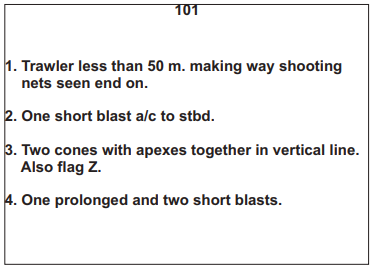 101
1. Trawler less than 50 m. making way shooting
nets seen end on.
2. One short blast a/c to stbd.
3. Two cones with apexes together in vertical line.
Also flag Z.
4. One prolonged and two short blasts.